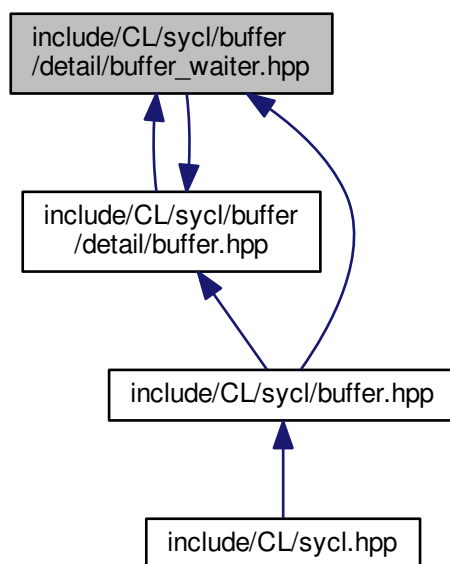 include/CL/sycl/buffer
/detail/buffer_waiter.hpp
include/CL/sycl/buffer
/detail/buffer.hpp
include/CL/sycl/buffer.hpp
include/CL/sycl.hpp